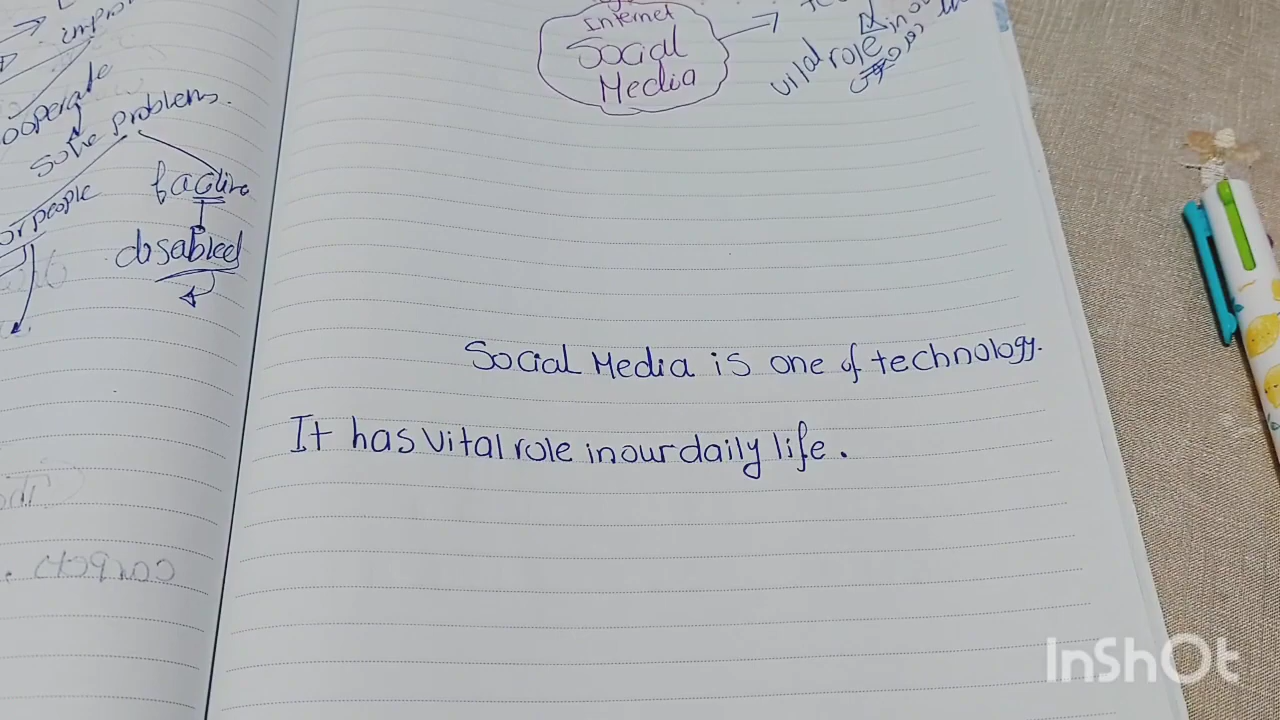 solve problems.
people
disabled
Internet
Social
Media
vital role in
Social Media is one of technology.
It has vital role in our daily life.
InShOt